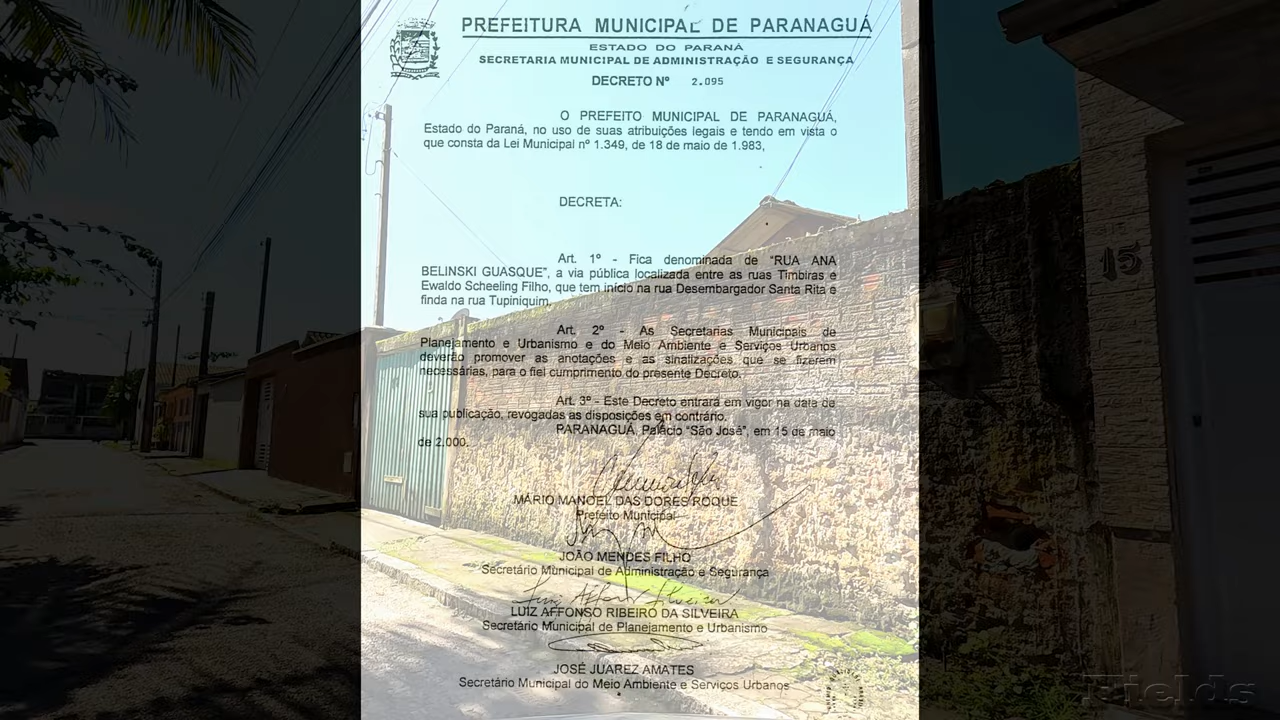 PREFEITURA MUNICIPAL DE PARANAGUÁ
ESTADO DO PARANÁ
SECRETARIA MUNICIPAL DE ADMINISTRAÇÃO E SEGURANÇA
DECRETO Nº 2.095
O PREFEITO MUNICIPAL DE PARANAGUÁ,
Estado do Paraná, no uso de suas atribuições legais e tendo em vista o
que consta da Lei Municipal nº 1.349, de 18 de maio de 1.983,
DECRETA:
Art. 1º - Fica denominada de “RUA ANA
BELINSKI GUASQUE”, a via pública localizada entre as ruas Timbiras e
Ewaldo Scheeling Filho, que tem início na rua Desembargador Santa Rita e
finda na rua Tupiniquim.
Art. 2º - As Secretarias Municipais de
Planejamento e Urbanismo e do Meio Ambiente e Serviços Urbanos
deverão promover as anotações e as sinalizações que se fizerem
necessárias, para o fiel cumprimento do presente Decreto.
Art. 3º - Este Decreto entrará em vigor na data de
sua publicação, revogadas as disposições em contrário.
PARANAGUÁ, Palácio “São José”, em 15 de maio
de 2.000.
MÁRIO MANOEL DAS DORES ROQUE
Prefeito Municipal
JOÃO MENDES FILHO
Secretário Municipal de Administração e Segurança
LUIZ AFFONSO RIBEIRO DA SILVEIRA
Secretário Municipal de Planejamento e Urbanismo
JOSÉ JUAREZ AMATES
Secretário Municipal do Meio Ambiente e Serviços Urbanos
15
Fields